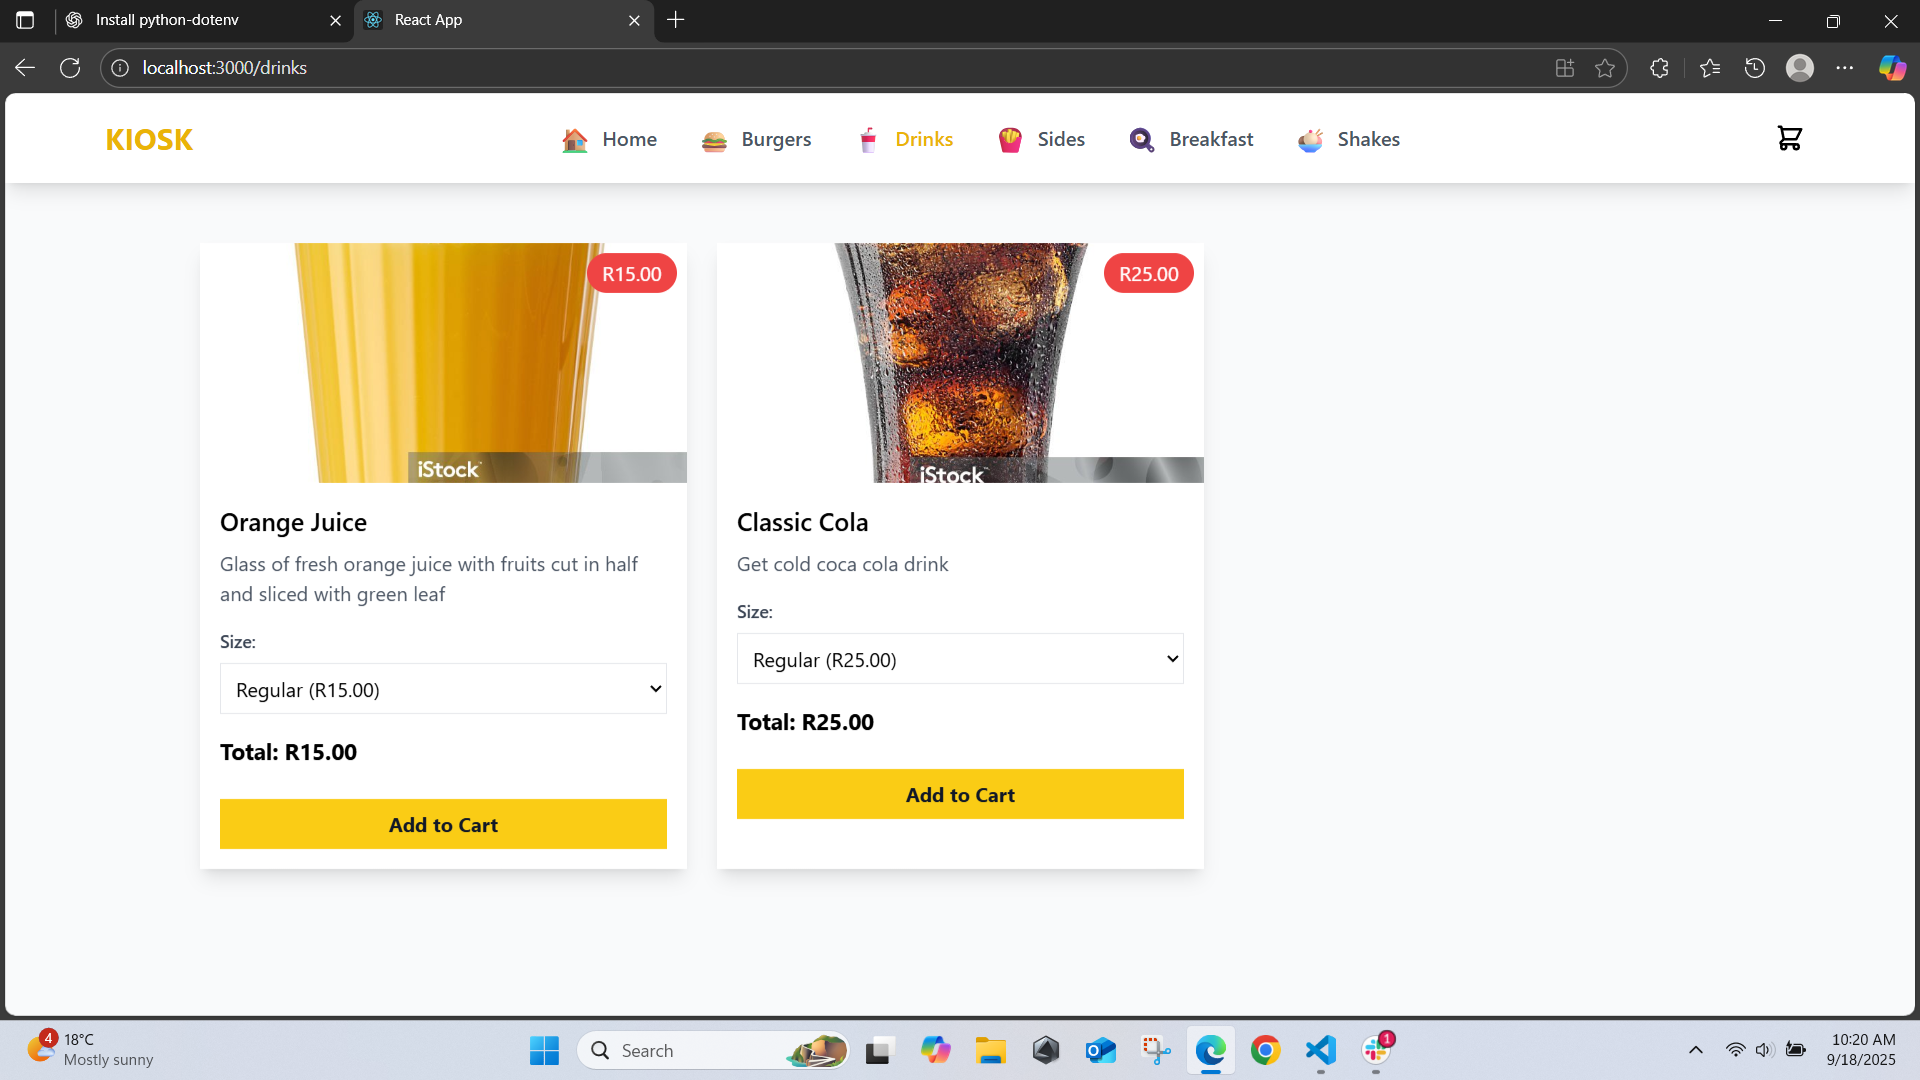 Install python-dotenv
React App
localhost:3000/drinks
KIOSK
Home
Burgers
Drinks
Sides
Breakfast
Shakes
R15.00
iStock
Orange Juice
Glass of fresh orange juice with fruits cut in half
and sliced with green leaf
Size:
Regular (R15.00)
Total: R15.00
Add to Cart
R25.00
iStock
Classic Cola
Get cold coca cola drink
Size:
Regular (R25.00)
Total: R25.00
Add to Cart
4
18°C
Mostly sunny
Search
1
10:20 AM
9/18/2025